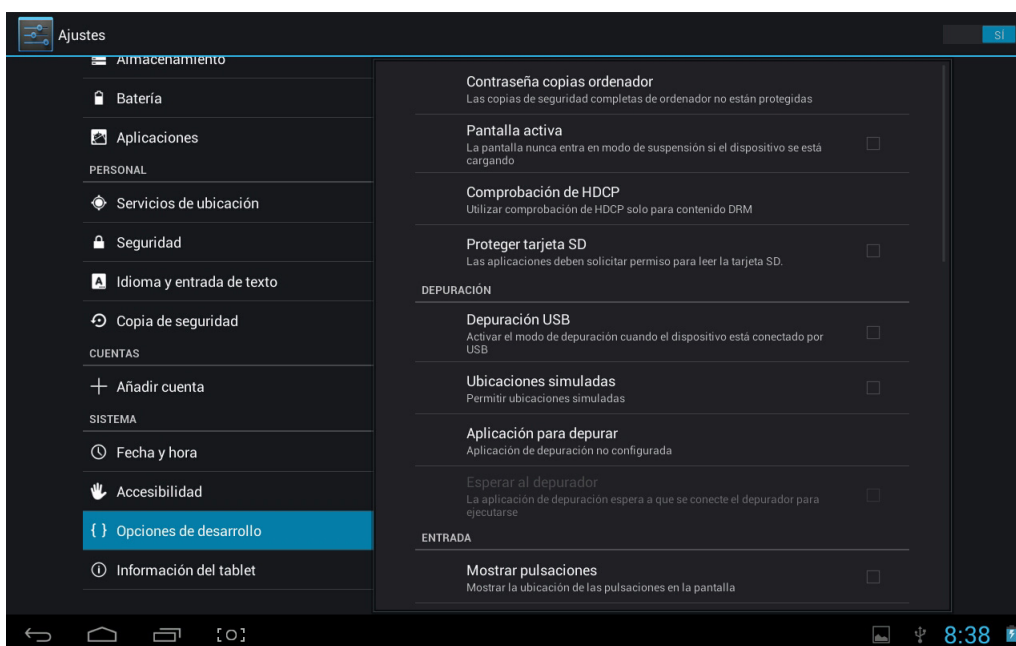 Ajustes
SÍ
Almacenamiento
Batería
Aplicaciones
PERSONAL
Servicios de ubicación
Seguridad
Idioma y entrada de texto
Copia de seguridad
CUENTAS
Añadir cuenta
SISTEMA
Fecha y hora
Accesibilidad
{ } Opciones de desarrollo
Información del tablet
Contraseña copias ordenador
Las copias de seguridad completas de ordenador no están protegidas
Pantalla activa
La pantalla nunca entra en modo de suspensión si el dispositivo se está
cargando
Comprobación de HDCP
Utilizar comprobación de HDCP solo para contenido DRM
Proteger tarjeta SD
Las aplicaciones deben solicitar permiso para leer la tarjeta SD.
DEPURACIÓN
Depuración USB
Activar el modo de depuración cuando el dispositivo está conectado por
USB
Ubicaciones simuladas
Permitir ubicaciones simuladas
Aplicación para depurar
Aplicación de depuración no configurada
Esperar al depurador
La aplicación de depuración espera a que se conecte el depurador para
ejecutarse
ENTRADA
Mostrar pulsaciones
Mostrar la ubicación de las pulsaciones en la pantalla
8:38